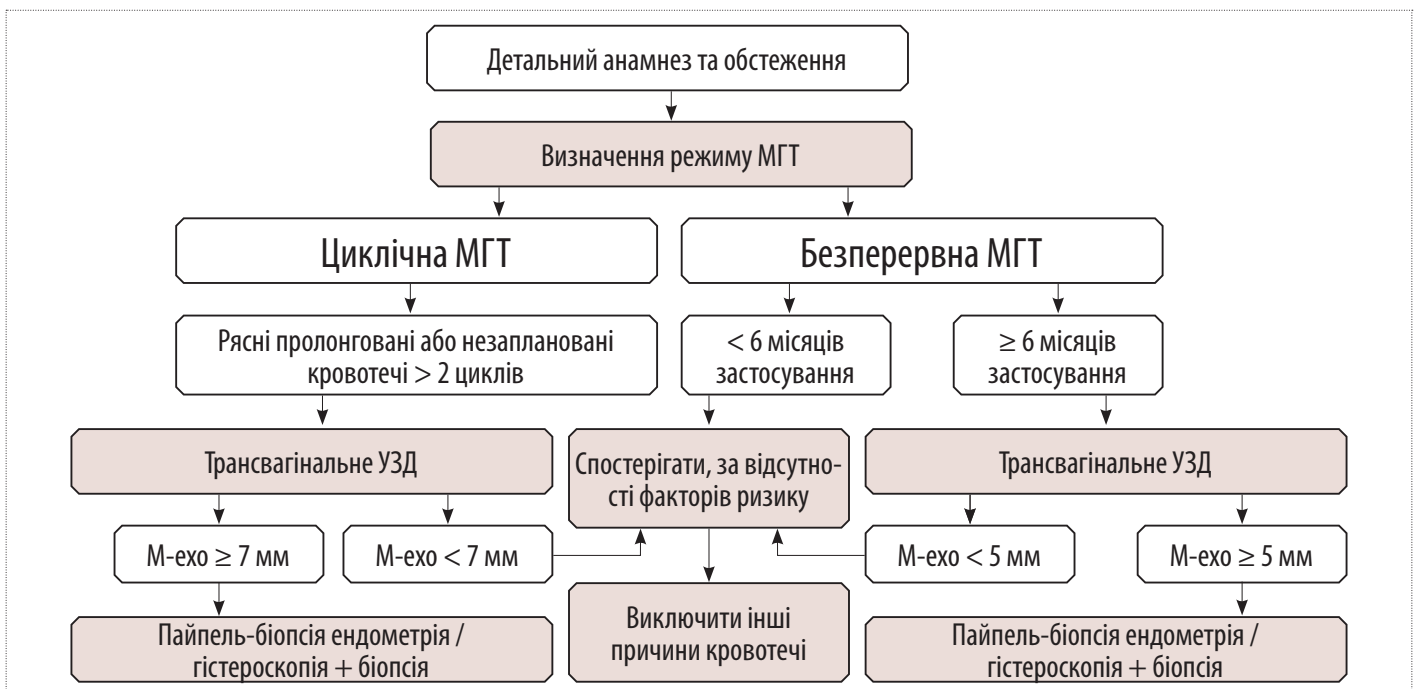 Детальний анамнез та обстеження
Визначення режиму МГТ
Циклічна МГТ
Безперервна МГТ
Рясні пролонговані або незаплановані
кровотечі > 2 циклів
< 6 місяців
застосування
≥ 6 місяців
застосування
Трансвагінальне УЗД
Спостерігати, за відсутно-
сті факторів ризику
Трансвагінальне УЗД
М-ехо ≥ 7 мм
М-ехо < 7 мм
М-ехо < 5 мм
М-ехо ≥ 5 мм
Пайпель-біопсія ендометрія /
гістероскопія + біопсія
Виключити інші
причини кровотечі
Пайпель-біопсія ендометрія /
гістероскопія + біопсія